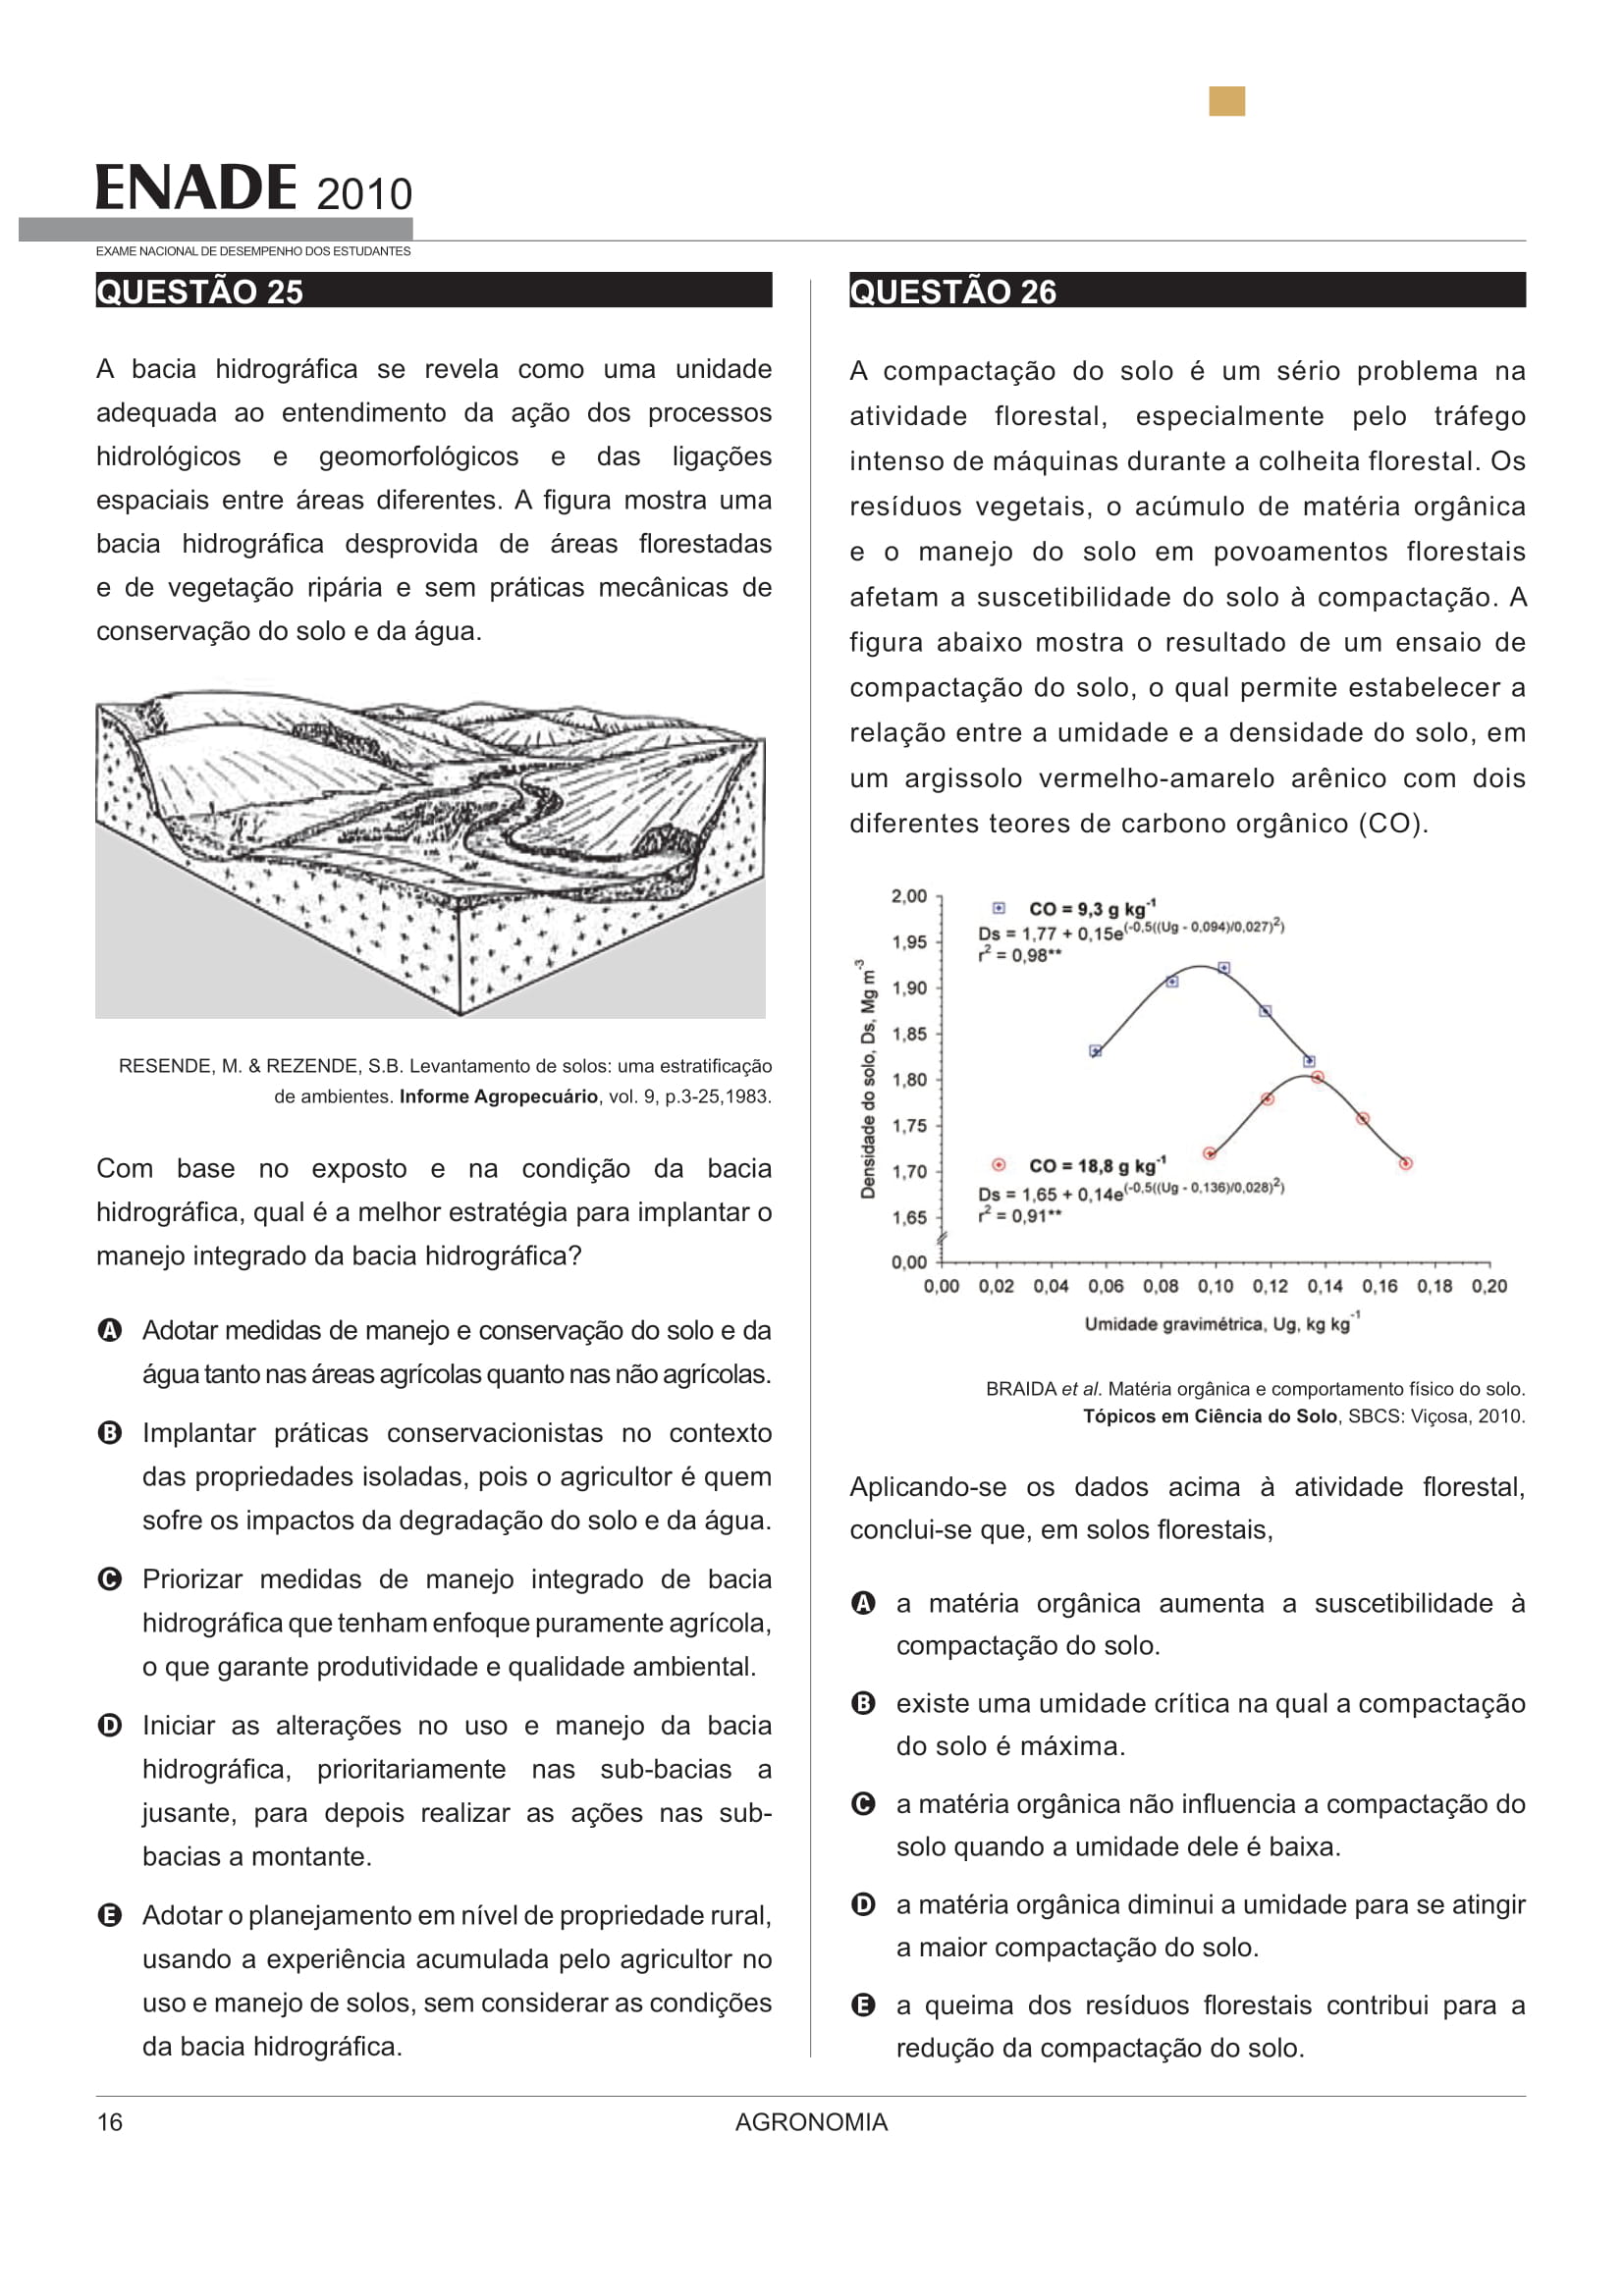 ENADE 2010
EXAME NACIONAL DE DESEMPENHO DOS ESTUDANTES
QUESTÃO 25
A bacia hidrográfica se revela como uma unidade
adequada ao entendimento da ação dos processos
hidrológicos e geomorfológicos e das ligações
espaciais entre áreas diferentes. A figura mostra uma
bacia hidrográfica desprovida de áreas florestadas
e de vegetação ripária e sem práticas mecânicas de
conservação do solo e da água.
RESENDE, M. & REZENDE, S.B. Levantamento de solos: uma estratificação
de ambientes. Informe Agropecuário, vol. 9, p.3-25,1983.
Com base no exposto e na condição da bacia
hidrográfica, qual é a melhor estratégia para implantar o
manejo integrado da bacia hidrográfica?
A Adotar medidas de manejo e conservação do solo e da
água tanto nas áreas agrícolas quanto nas não agrícolas.
B Implantar práticas conservacionistas no contexto
das propriedades isoladas, pois o agricultor é quem
sofre os impactos da degradação do solo e da água.
C Priorizar medidas de manejo integrado de bacia
hidrográfica que tenham enfoque puramente agrícola,
o que garante produtividade e qualidade ambiental.
D Iniciar as alterações no uso e manejo da bacia
hidrográfica, prioritariamente nas sub-bacias a
jusante, para depois realizar as ações nas sub-
bacias a montante.
E Adotar o planejamento em nível de propriedade rural,
usando a experiência acumulada pelo agricultor no
uso e manejo de solos, sem considerar as condições
da bacia hidrográfica.
QUESTÃO 26
A compactação do solo é um sério problema na
atividade florestal, especialmente pelo tráfego
intenso de máquinas durante a colheita florestal. Os
resíduos vegetais, o acúmulo de matéria orgânica
e o manejo do solo em povoamentos florestais
afetam a suscetibilidade do solo à compactação. A
figura abaixo mostra o resultado de um ensaio de
compactação do solo, o qual permite estabelecer a
relação entre a umidade e a densidade do solo, em
um argissolo vermelho-amarelo arênico com dois
diferentes teores de carbono orgânico (CO).
Densidade do solo, Ds, Mg m-3
2,00
1,95
1,90
1,85
1,80
1,75
1,70
1,65
0,00
CO = 9,3 g kg-1
Ds = 1,77 + 0,15e(-0,5((Ug - 0,094)/0,027)2)
r2 = 0,98**
CO = 18,8 g kg-1
Ds = 1,65 + 0,14e(-0,5((Ug - 0,136)/0,028)2)
r2 = 0,91**
0,00 0,02 0,04 0,06 0,08 0,10 0,12 0,14 0,16 0,18 0,20
Umidade gravimétrica, Ug, kg kg-1
BRAIDA et al. Matéria orgânica e comportamento físico do solo.
Tópicos em Ciência do Solo, SBCS: Viçosa, 2010.
Aplicando-se os dados acima à atividade florestal,
conclui-se que, em solos florestais,
A a matéria orgânica aumenta a suscetibilidade à
compactação do solo.
B existe uma umidade crítica na qual a compactação
do solo é máxima.
C a matéria orgânica não influencia a compactação do
solo quando a umidade dele é baixa.
D a matéria orgânica diminui a umidade para se atingir
a maior compactação do solo.
E a queima dos resíduos florestais contribui para a
redução da compactação do solo.
16
AGRONOMIA